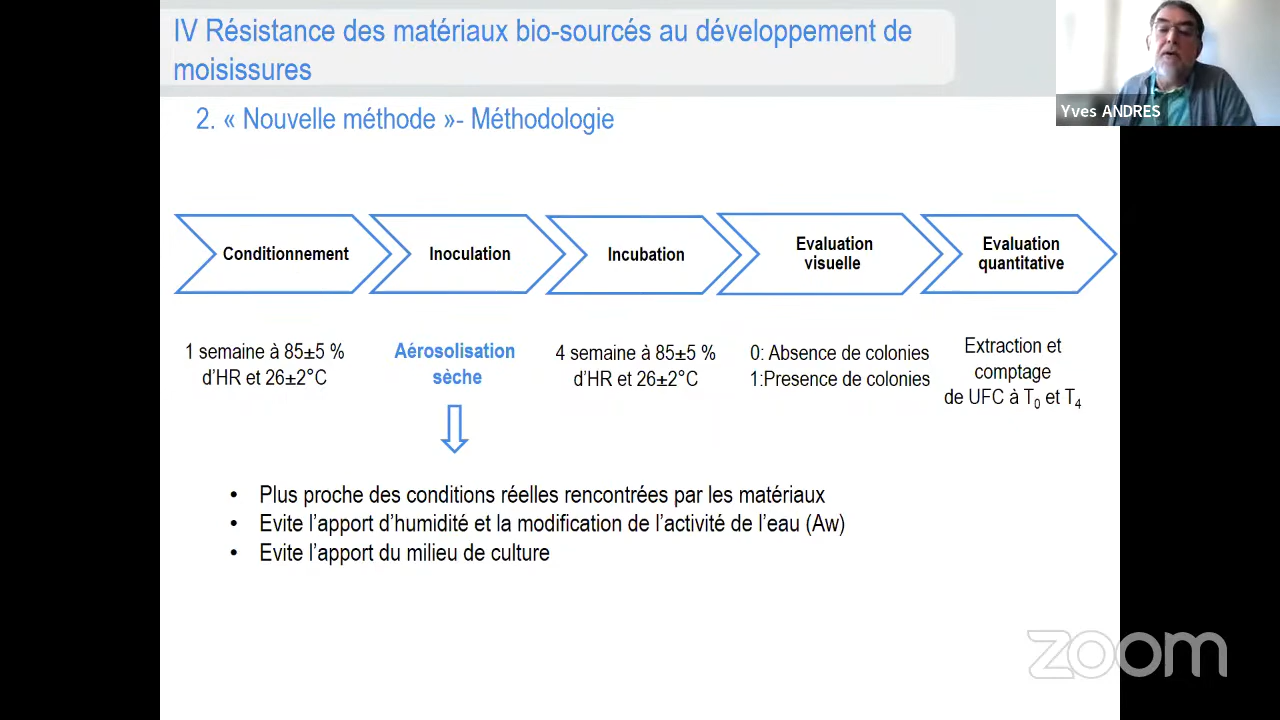 IV Résistance des matériaux bio-sourcés au développement de
moisissures
Yves ANDRES
2. « Nouvelle méthode »- Méthodologie
Conditionnement
Inoculation
Incubation
Evaluation
visuelle
Evaluation
quantitative
1 semaine à 85±5 %
d'HR et 26±2°C
Aérosolisation
sèche
4 semaine à 85±5 %
d'HR et 26±2°C
0: Absence de colonies
1:Presence de colonies
Extraction et
comptage
de UFC à T0 et T4
• Plus proche des conditions réelles rencontrées par les matériaux
• Evite l'apport d'humidité et la modification de l'activité de l'eau (Aw)
• Evite l'apport du milieu de culture
zoom